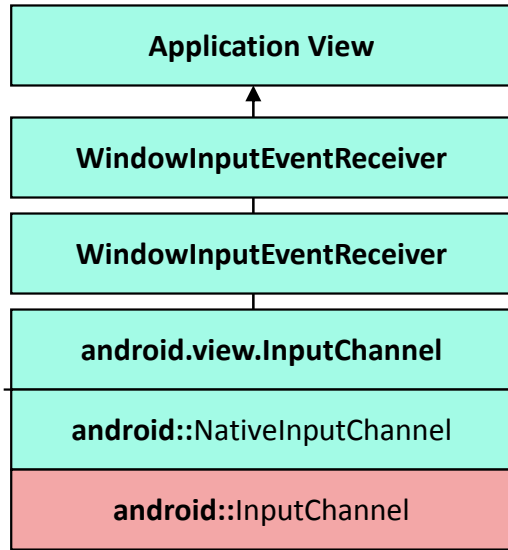 Application View
WindowInputEventReceiver
WindowInputEventReceiver
android.view.InputChannel
android::NativeInputChannel
android::InputChannel